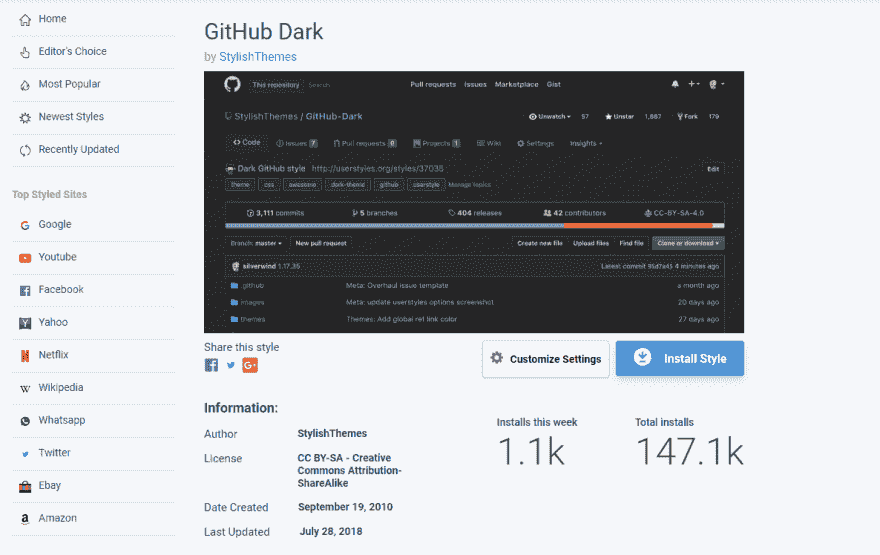 Home
Editor's Choice
Most Popular
Newest Styles
Recently Updated
Top Styled Sites
Google
Youtube
Facebook
Yahoo
Netflix
Wikipedia
Whatsapp
Twitter
Ebay
Amazon
GitHub Dark
by StylishThemes
This repository Search Pull requests Issues Marketplace Gist
StylishThemes / GitHub-Dark Unwatch 57 Unstar 1,887 Fork 179
Code Issues 7 Pull requests 0 Projects 1 Wiki Settings Insights
Dark GitHub style http://userstyles.org/styles/37035 Edit
theme css awesome dark-theme github userstyle Manage topics
3,111 commits 5 branches 404 releases 42 contributors CC-BY-SA-4.0
Branch: master New pull request Create new file Upload files Find file Clone or download
silverwind 1.17.35 Latest commit 4 minutes ago
.github Meta: Overhaul issue template a month ago
images Meta: update userstyles options screenshot 20 days ago
themes Themes: Add global ref link color 27 days ago
Share this style
Customize Settings
Install Style
Information:
Author StylishThemes
License CC BY-SA - Creative
Commons Attribution-
ShareAlike
Date Created September 19, 2010
Last Updated July 28, 2018
Installs this week
1.1k
Total installs
147.1k